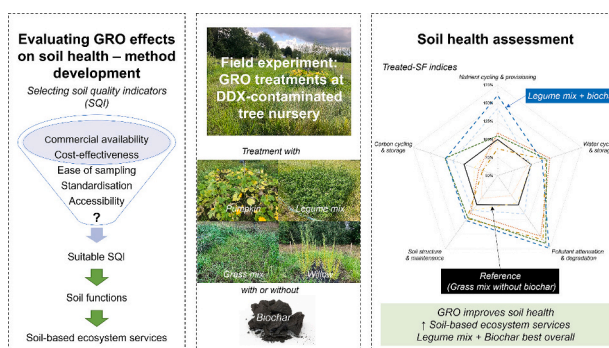 Evaluating GRO effects
on soil health – method
development
Selecting soil quality indicators
(SQI)
Commercial availability
Cost-effectiveness
Ease of sampling
Standardisation
Accessibility
?
Suitable SQI
Soil functions
Soil-based ecosystem services
Field experiment:
GRO treatments at
DDX-contaminated
tree nursery
Treatment with
Pumpkin
Legume mix
Grass mix
Willow
with or without
Biochar
Soil health assessment
Treated-SF indices
Nutrient cycling & provisioning
Legume mix + biochar
Carbon cycling
& storage
Water cyc
& storage
Soil structure
& maintenance
Pollutant attenuation
& degradation
Reference
(Grass mix without biochar)
GRO improves soil health
↑ Soil-based ecosystem services
Legume mix + Biochar best overall